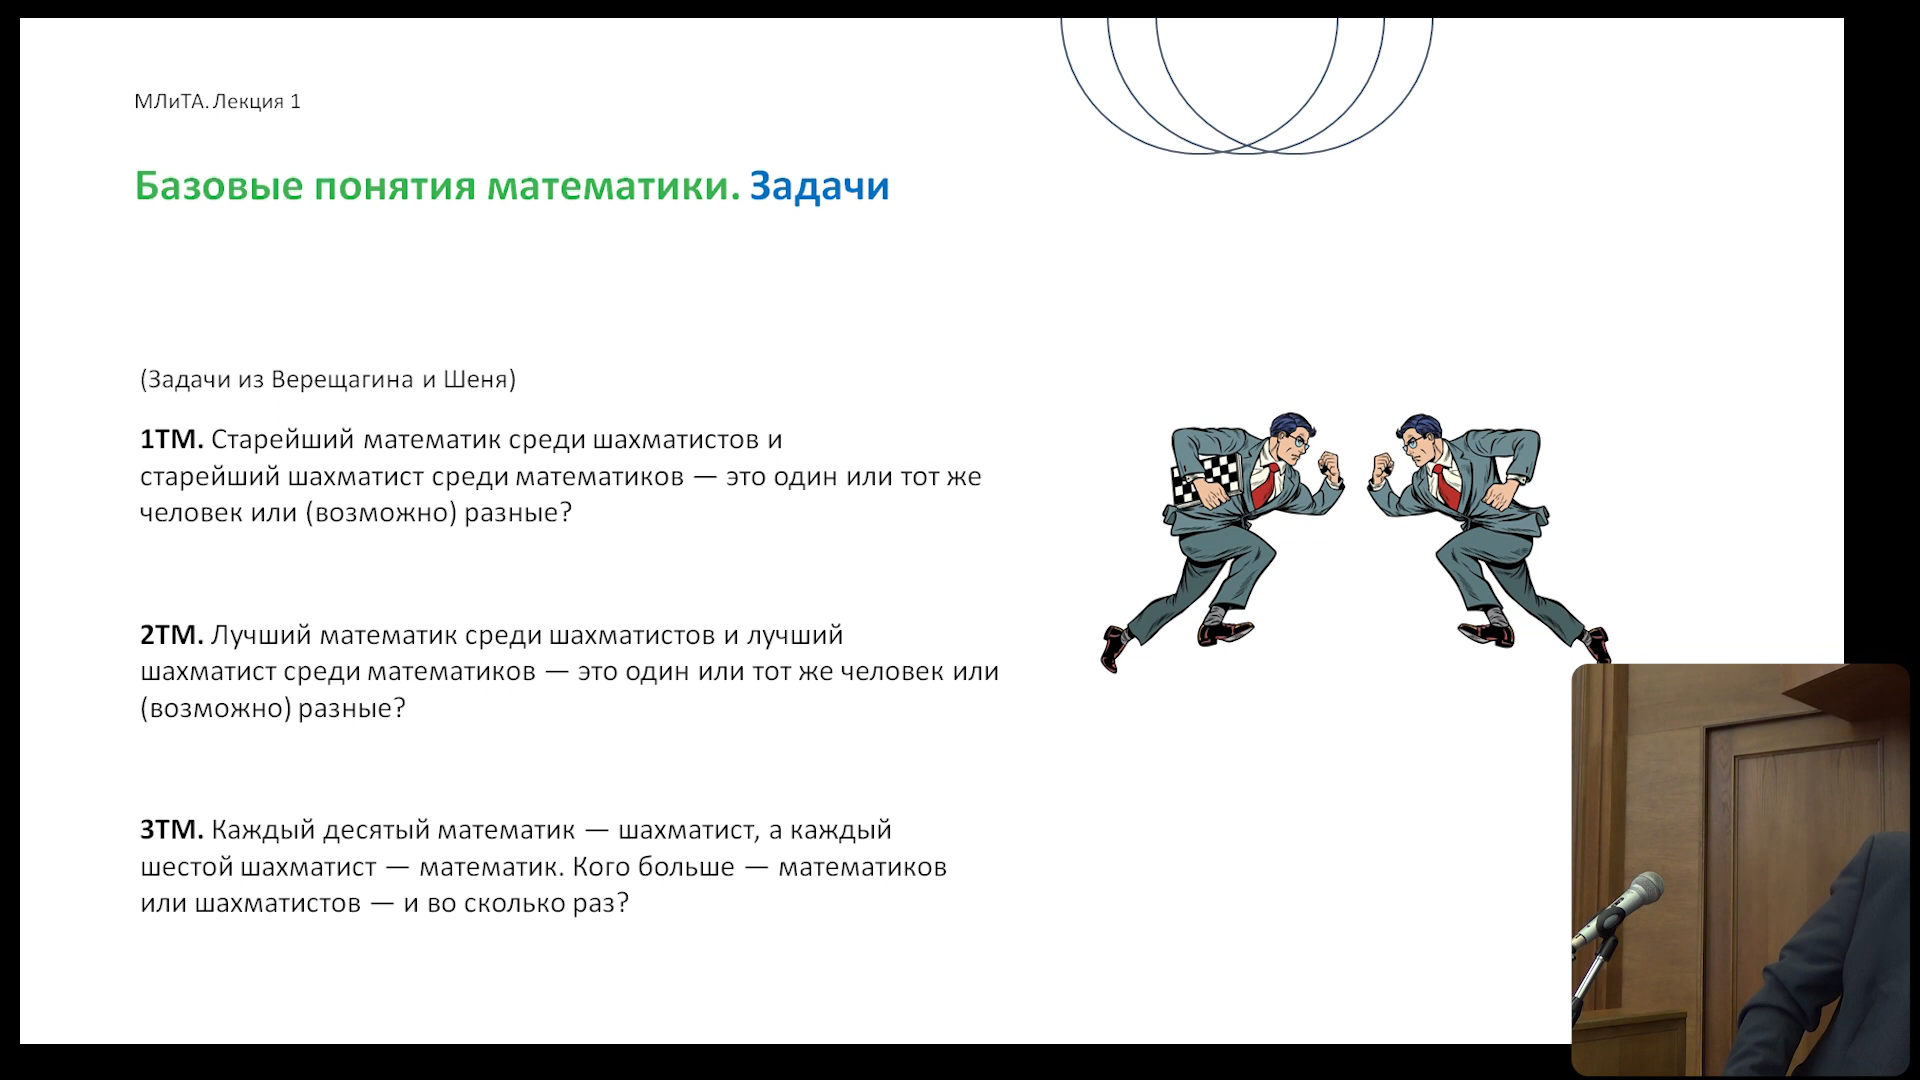 МЛиТА. Лекция 1
Базовые понятия математики. Задачи
(Задачи из Верещагина и Шеня)
1ТМ. Старейший математик среди шахматистов и
старейший шахматист среди математиков — это один или тот же
человек или (возможно) разные?
2ТМ. Лучший математик среди шахматистов и лучший
шахматист среди математиков — это один или тот же человек или
(возможно) разные?
3ТМ. Каждый десятый математик — шахматист, а каждый
шестой шахматист — математик. Кого больше — математиков
или шахматистов — и во сколько раз?